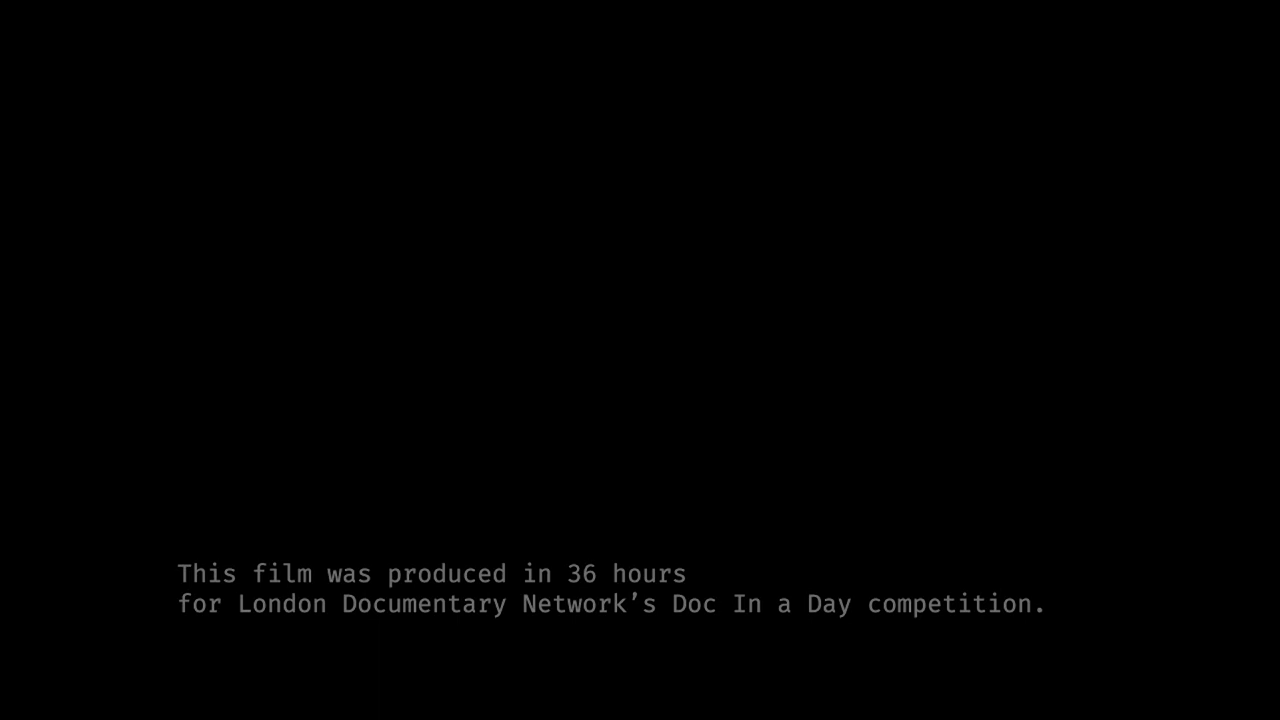 This film was produced in 36 hours
for London Documentary Network’s Doc In a Day competition.